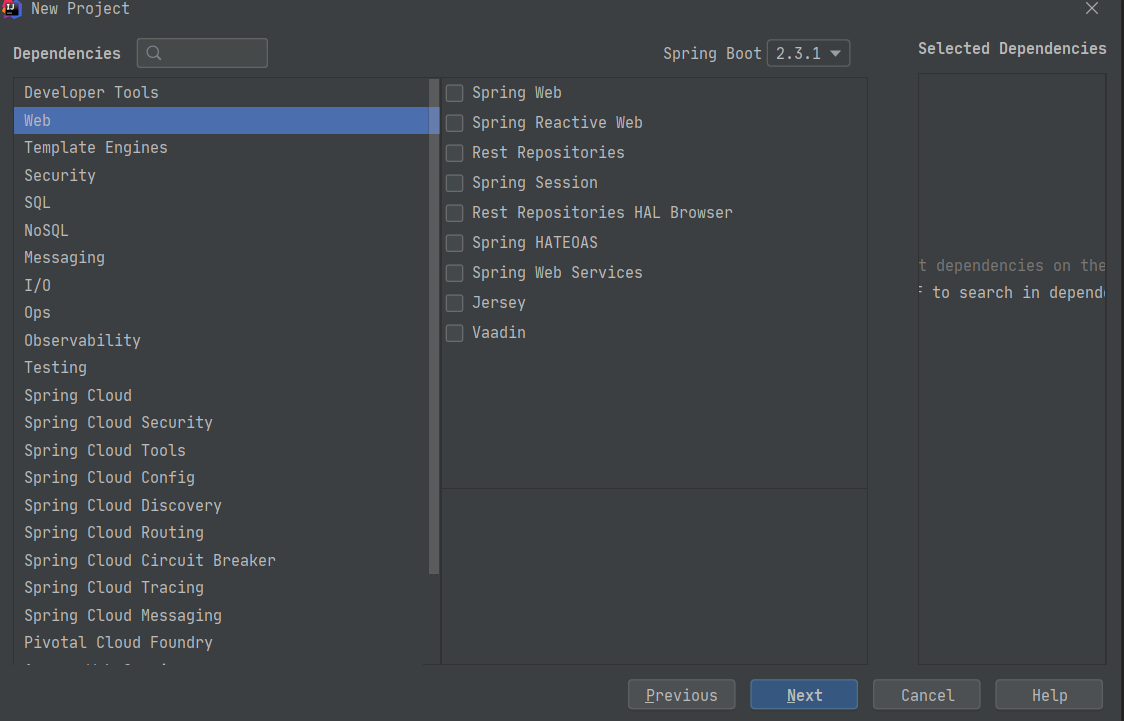 New Project
Dependencies
Spring Boot 2.3.1
Selected Dependencies
Developer Tools
Web
Template Engines
Security
SQL
NoSQL
Messaging
I/O
Ops
Observability
Testing
Spring Cloud
Spring Cloud Security
Spring Cloud Tools
Spring Cloud Config
Spring Cloud Discovery
Spring Cloud Routing
Spring Cloud Circuit Breaker
Spring Cloud Tracing
Spring Cloud Messaging
Pivotal Cloud Foundry
Spring Web
Spring Reactive Web
Rest Repositories
Spring Session
Rest Repositories HAL Browser
Spring HATEOAS
Spring Web Services
Jersey
Vaadin
t dependencies on the
to search in depend
Previous
Next
Cancel
Help